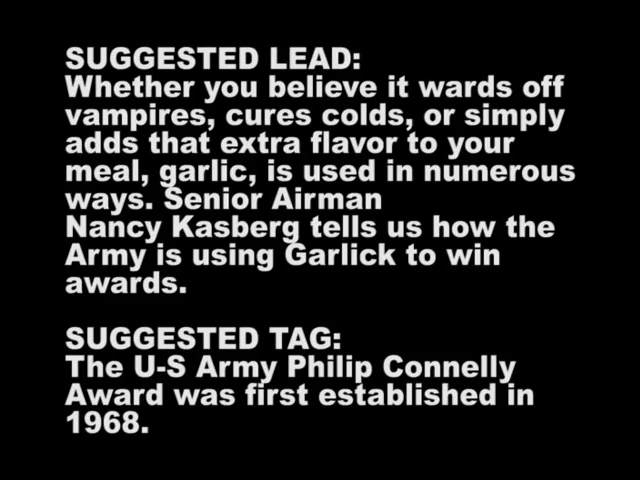 SUGGESTED LEAD:
Whether you believe it wards off
vampires, cures colds, or simply
adds that extra flavor to your
meal, garlic, is used in numerous
ways. Senior Airman
Nancy Kasberg tells us how the
Army is using Garlick to win
awards.
SUGGESTED TAG:
The U-S Army Philip Connelly
Award was first established in
1968.